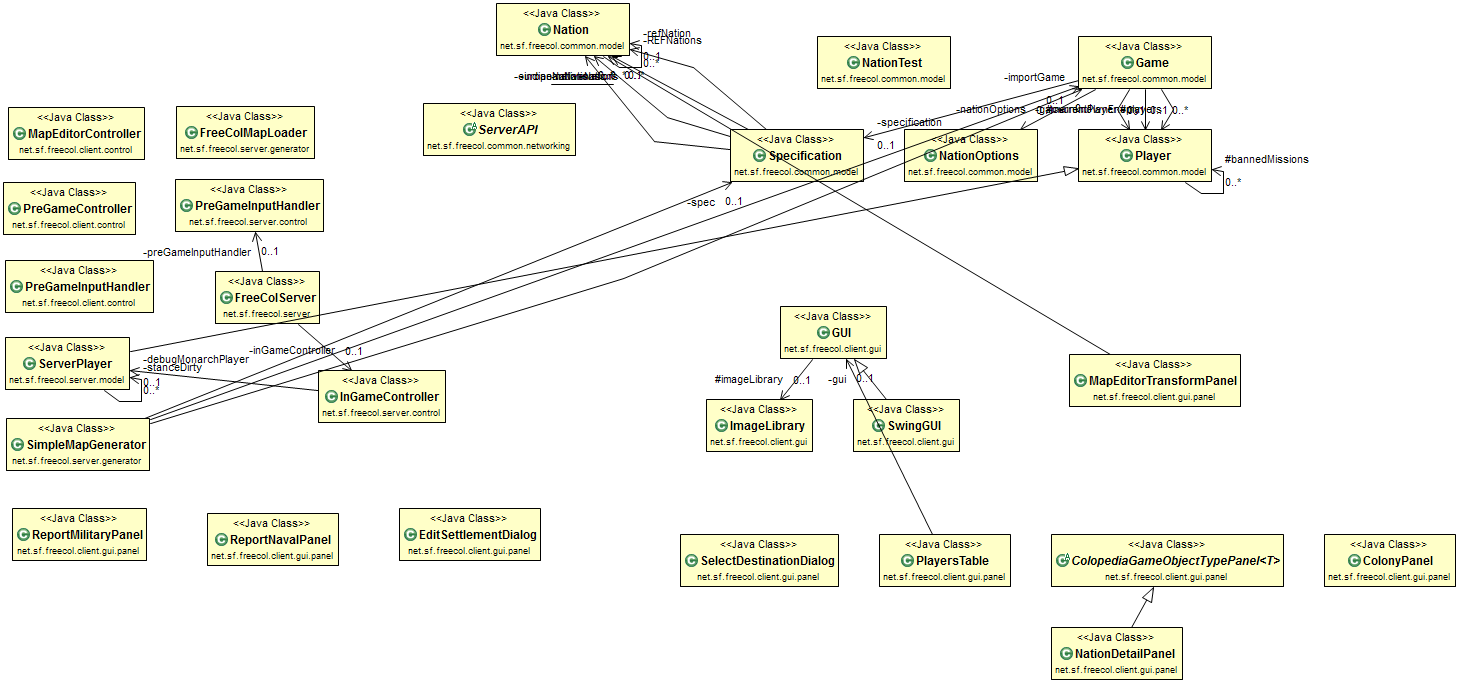 <<Java Class>>
Nation
net.sf.freecol.common.model
-refNation
-REFNations
0..1
0..*
<<Java Class>>
NationTest
net.sf.freecol.common.model
<<Java Class>>
Game
net.sf.freecol.common.model
-importGame
0..1
<<Java Class>>
MapEditorController
net.sf.freecol.client.control
<<Java Class>>
FreeColMapLoader
net.sf.freecol.server.generator
<<Java Class>>
ServerAPI
net.sf.freecol.common.networking
-specification
0..1
-nationOptions
0..1
0..*
<<Java Class>>
Specification
net.sf.freecol.common.model
<<Java Class>>
NationOptions
net.sf.freecol.common.model
<<Java Class>>
Player
net.sf.freecol.common.model
#bannedMissions
0..*
-spec
0..1
<<Java Class>>
PreGameController
net.sf.freecol.client.control
<<Java Class>>
PreGameInputHandler
net.sf.freecol.server.control
-preGameInputHandler
0..1
<<Java Class>>
PreGameInputHandler
net.sf.freecol.client.control
<<Java Class>>
FreeColServer
net.sf.freecol.server
-inGameController
0..1
<<Java Class>>
ServerPlayer
net.sf.freecol.server.model
-debugMonarchPlayer
-stanceDirty
0..1
0..*
<<Java Class>>
InGameController
net.sf.freecol.server.control
<<Java Class>>
GUI
net.sf.freecol.client.gui
#imageLibrary
0..1
-gui
0..1
<<Java Class>>
MapEditorTransformPanel
net.sf.freecol.client.gui.panel
<<Java Class>>
ImageLibrary
net.sf.freecol.client.gui
<<Java Class>>
SwingGUI
net.sf.freecol.client.gui
<<Java Class>>
SimpleMapGenerator
net.sf.freecol.server.generator
<<Java Class>>
ReportMilitaryPanel
net.sf.freecol.client.gui.panel
<<Java Class>>
ReportNavalPanel
net.sf.freecol.client.gui.panel
<<Java Class>>
EditSettlementDialog
net.sf.freecol.client.gui.panel
<<Java Class>>
SelectDestinationDialog
net.sf.freecol.client.gui.panel
<<Java Class>>
PlayersTable
net.sf.freecol.client.gui.panel
<<Java Class>>
ColopediaGameObjectTypePanel<T>
net.sf.freecol.client.gui.panel
<<Java Class>>
ColonyPanel
net.sf.freecol.client.gui.panel
<<Java Class>>
NationDetailPanel
net.sf.freecol.client.gui.panel